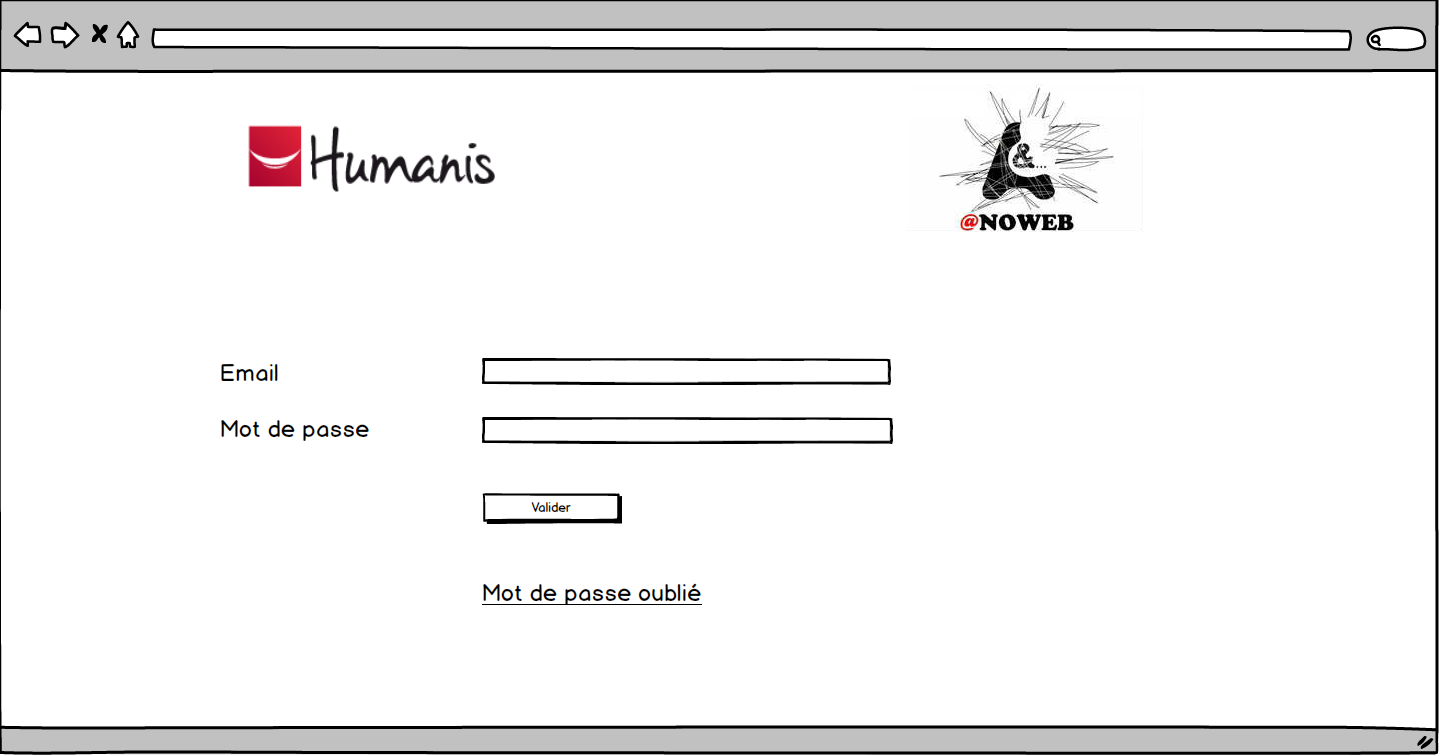 Humanis
&...
@NOWEB
Email
Mot de passe
Valider
Mot de passe oublié